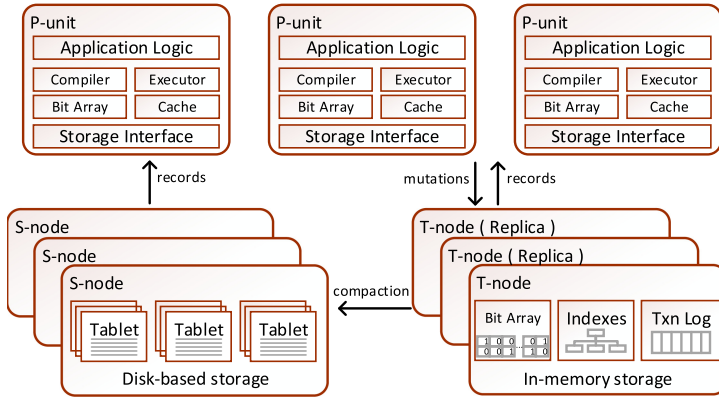 P-unit
Application Logic
Compiler
Executor
Bit Array
Cache
Storage Interface
P-unit
Application Logic
Compiler
Executor
Bit Array
Cache
Storage Interface
P-unit
Application Logic
Compiler
Executor
Bit Array
Cache
Storage Interface
records
mutations
records
S-node
S-node
S-node
Tablet
Tablet
Tablet
Disk-based storage
compaction
T-node ( Replica )
T-node ( Replica )
T-node
Bit Array
1 0 0 0 1
0 0 1 ... 1 0
Indexes
Txn Log
In-memory storage